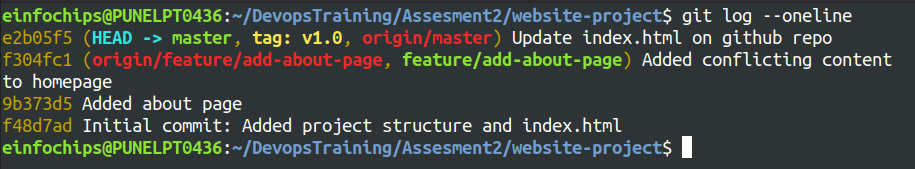 einfochips@PUNELPT0436:~/DevopsTraining/Assesment2/website-project$ git log --oneline
e2b05f5 (HEAD -> master, tag: v1.0, origin/master) Update index.html on github repo
f304fc1 (origin/feature/add-about-page, feature/add-about-page) Added conflicting content
to homepage
9b373d5 Added about page
f48d7ad Initial commit: Added project structure and index.html
einfochips@PUNELPT0436:~/DevopsTraining/Assesment2/website-project$